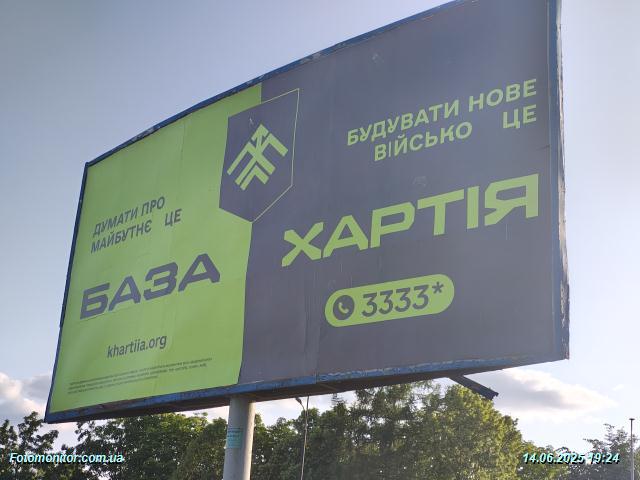 ДУМАТИ ПРО
МАЙБУТНЄ ЦЕ
БАЗА
khartiia.org
БУДУВАТИ НОВЕ
ВІЙСЬКО ЦЕ
ХАРТІЯ
3333*
Fotomonitor.com.ua
14.06.2025 19:24